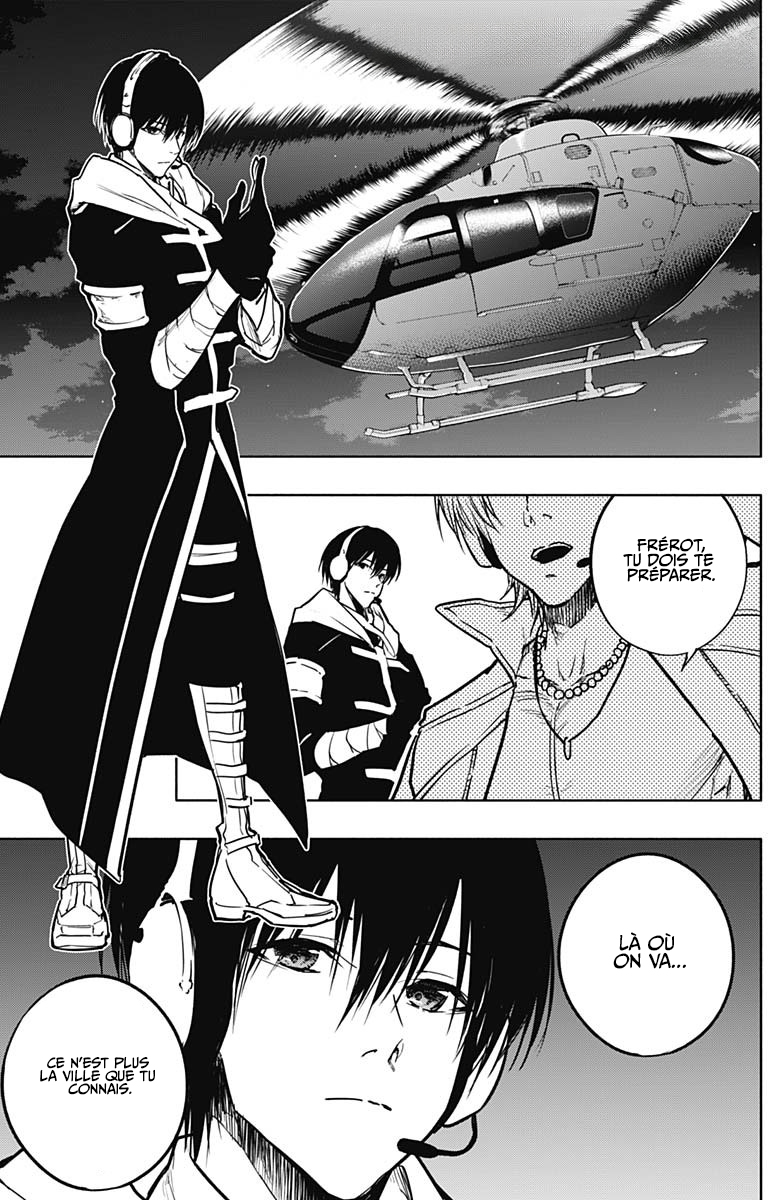 FRÉROT,
TU DOIS TE
PRÉPARER.
LÀ OÙ
ON VA...
CE N'EST PLUS
LA VILLE QUE TU
CONNAIS.